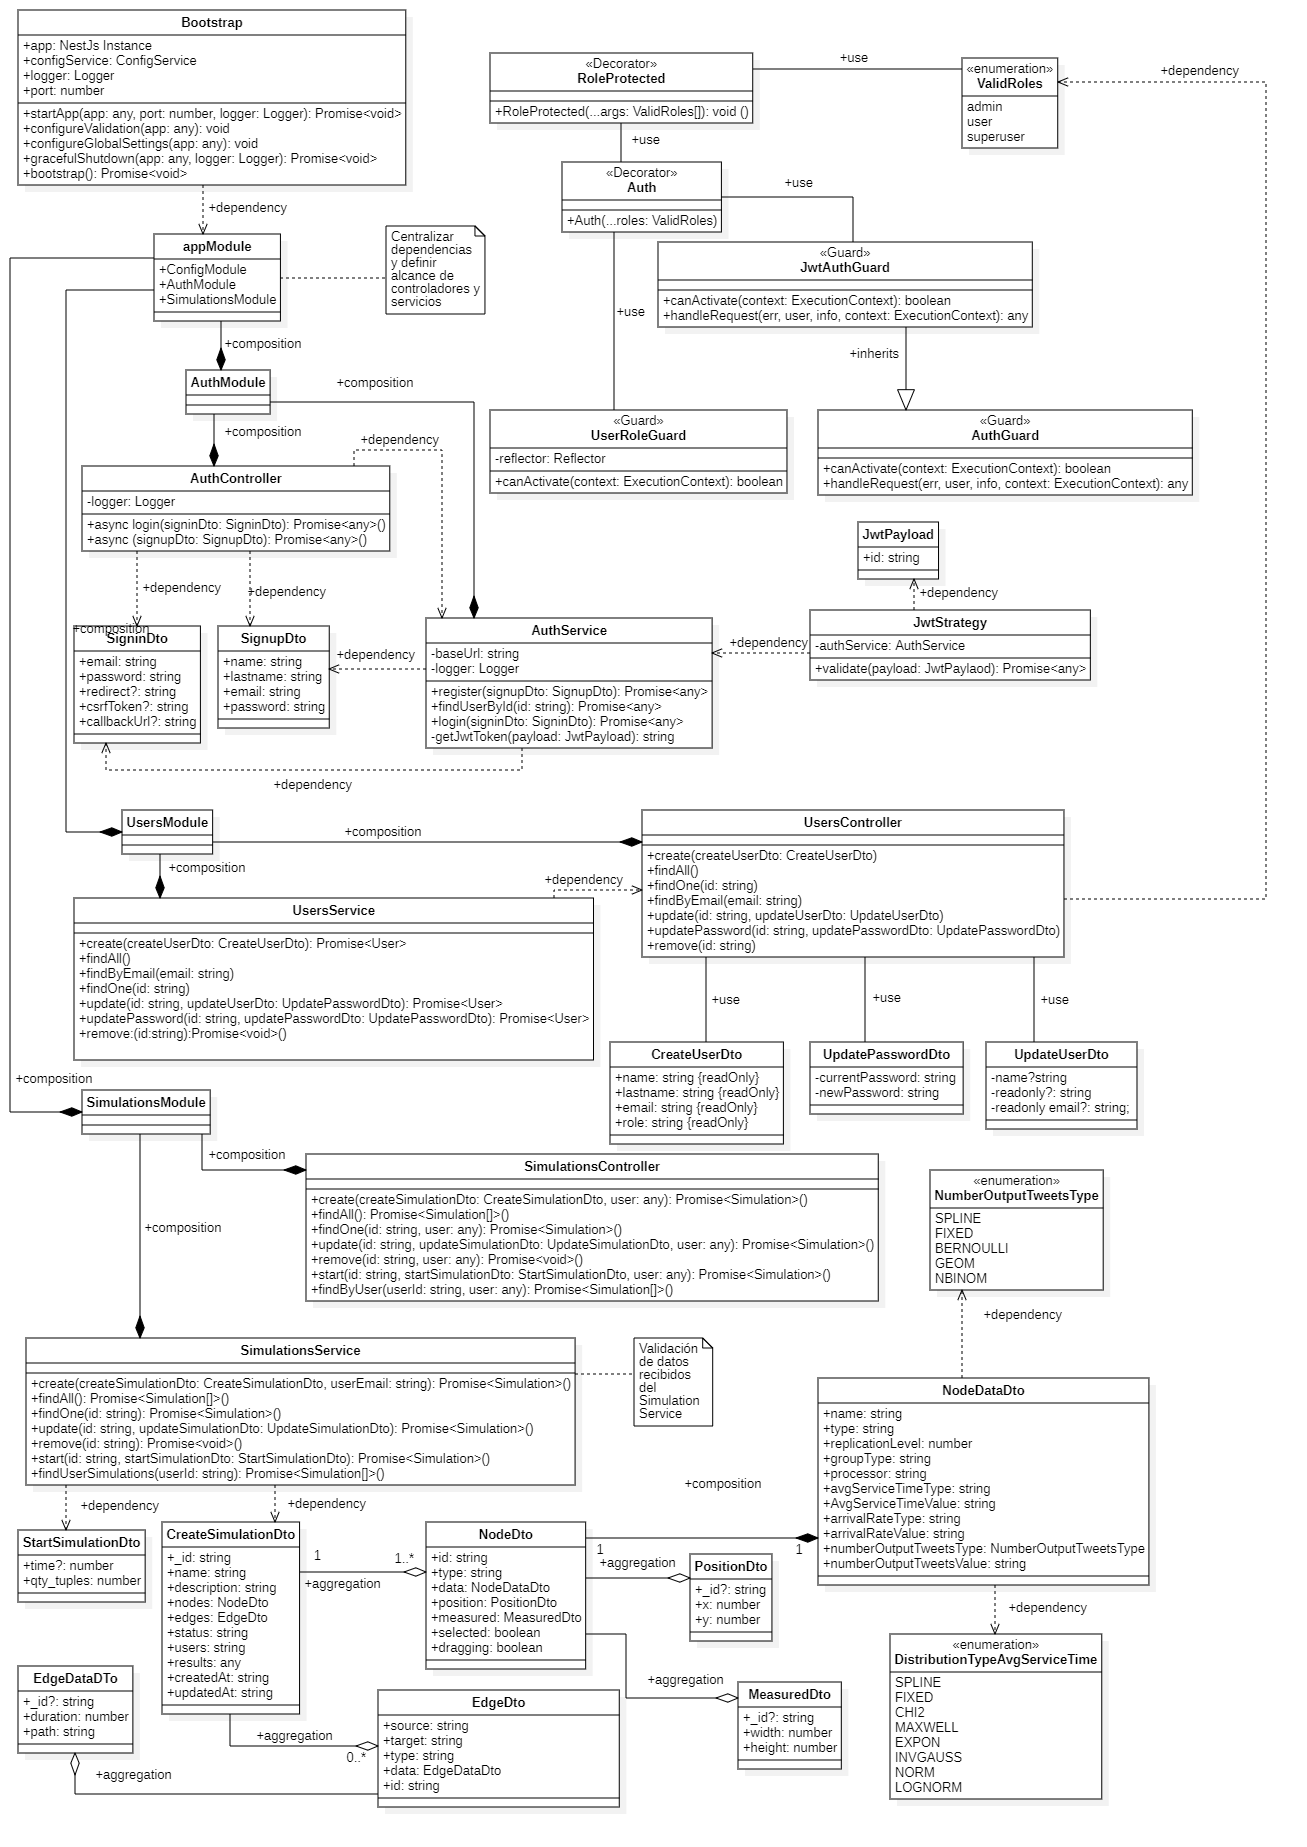 Bootstrap
+app: NestJs Instance
+configService: ConfigService
+logger: Logger
+port: number
+startApp(app: any, port: number, logger: Logger): Promise<void>
+configureValidation(app: any): void
+configureGlobalSettings(app: any): void
+gracefulShutdown(app: any, logger: Logger): Promise<void>
+bootstrap(): Promise<void>
+dependency
«Decorator»
RoleProtected
+RoleProtected(...args: ValidRoles[]): void ()
+use
«enumeration»
ValidRoles
admin
user
superuser
+dependency
+use
«Decorator»
Auth
+Auth(...roles: ValidRoles)
+use
appModule
+ConfigModule
+AuthModule
+SimulationsModule
Centralizar
dependencias
y definir
alcance de
controladores y
servicios
«Guard»
JwtAuthGuard
+canActivate(context: ExecutionContext): boolean
+handleRequest(err, user, info, context: ExecutionContext): any
+use
+composition
+inherits
AuthModule
+composition
+composition
«Guard»
UserRoleGuard
-reflector: Reflector
+canActivate(context: ExecutionContext): boolean
«Guard»
AuthGuard
+canActivate(context: ExecutionContext): boolean
+handleRequest(err, user, info, context: ExecutionContext): any
+dependency
AuthController
-logger: Logger
+async login(signinDto: SigninDto): Promise<any>()
+async (signupDto: SignupDto): Promise<any>()
+dependency
+dependency
JwtPayload
+id: string
+dependency
+composition
SigninDto
+email: string
+password: string
+redirect?: string
+csrfToken?: string
+callbackUrl?: string
SignupDto
+name: string
+lastname: string
+email: string
+password: string
+dependency
AuthService
-baseUrl: string
-logger: Logger
+register(signupDto: SignupDto): Promise<any>
+findUserById(id: string): Promise<any>
+login(signinDto: SigninDto): Promise<any>
-getJwtToken(payload: JwtPayload): string
+dependency
JwtStrategy
-authService: AuthService
+validate(payload: JwtPaylaod): Promise<any>
+dependency
UsersModule
+composition
+composition
UsersController
+create(createUserDto: CreateUserDto)
+findAll()
+findOne(id: string)
+findByEmail(email: string)
+update(id: string, updateUserDto: UpdateUserDto)
+updatePassword(id: string, updatePasswordDto: UpdatePasswordDto)
+remove(id: string)
+dependency
UsersService
+create(createUserDto: CreateUserDto): Promise<User>
+findAll()
+findByEmail(email: string)
+findOne(id: string)
+update(id: string, updateUserDto: UpdatePasswordDto): Promise<User>
+updatePassword(id: string, updatePasswordDto: UpdatePasswordDto): Promise<User>
+remove:(id:string):Promise<void>()
+use
+use
+use
CreateUserDto
+name: string {readOnly}
+lastname: string {readOnly}
+email: string {readOnly}
+role: string {readOnly}
UpdatePasswordDto
-currentPassword: string
-newPassword: string
UpdateUserDto
-name?string
-readonly?: string
-readonly email?: string;
+composition
SimulationsModule
+composition
+composition
SimulationsController
+create(createSimulationDto: CreateSimulationDto, user: any): Promise<Simulation>()
+findAll(): Promise<Simulation[]>()
+findOne(id: string, user: any): Promise<Simulation>()
+update(id: string, updateSimulationDto: UpdateSimulationDto, user: any): Promise<Simulation>()
+remove(id: string, user: any): Promise<void>()
+start(id: string, startSimulationDto: StartSimulationDto, user: any): Promise<Simulation>()
+findByUser(userId: string, user: any): Promise<Simulation[]>()
«enumeration»
NumberOutputTweetsType
SPLINE
FIXED
BERNOULLI
GEOM
NBINOM
+dependency
SimulationsService
+create(createSimulationDto: CreateSimulationDto, userEmail: string): Promise<Simulation>()
+findAll(): Promise<Simulation[]>()
+findOne(id: string): Promise<Simulation>()
+update(id: string, updateSimulationDto: UpdateSimulationDto): Promise<Simulation>()
+remove(id: string): Promise<void>()
+start(id: string, startSimulationDto: StartSimulationDto): Promise<Simulation>()
+findUserSimulations(userId: string): Promise<Simulation[]>()
Validación
de datos
recibidos
del
Simulation
Service
NodeDataDto
+name: string
+type: string
+replicationLevel: number
+groupType: string
+processor: string
+avgServiceTimeType: string
+AvgServiceTimeValue: string
+arrivalRateType: string
+arrivalRateValue: string
+numberOutputTweetsType: NumberOutputTweetsType
+numberOutputTweetsValue: string
+composition
1
1
+dependency
+dependency
StartSimulationDto
+time?: number
+qty_tuples: number
CreateSimulationDto
+_id: string
+name: string
+description: string
+nodes: NodeDto
+edges: EdgeDto
+status: string
+users: string
+results: any
+createdAt: string
+updatedAt: string
1
1..*
+aggregation
NodeDto
+id: string
+type: string
+data: NodeDataDto
+position: PositionDto
+measured: MeasuredDto
+selected: boolean
+dragging: boolean
+aggregation
PositionDto
+_id?: string
+x: number
+y: number
+dependency
«enumeration»
DistributionTypeAvgServiceTime
SPLINE
FIXED
CHI2
MAXWELL
EXPON
INVGAUSS
NORM
LOGNORM
+aggregation
MeasuredDto
+_id?: string
+width: number
+height: number
EdgeDataDTo
+_id?: string
+duration: number
+path: string
+aggregation
0..*
EdgeDto
+source: string
+target: string
+type: string
+data: EdgeDataDto
+id: string
+aggregation